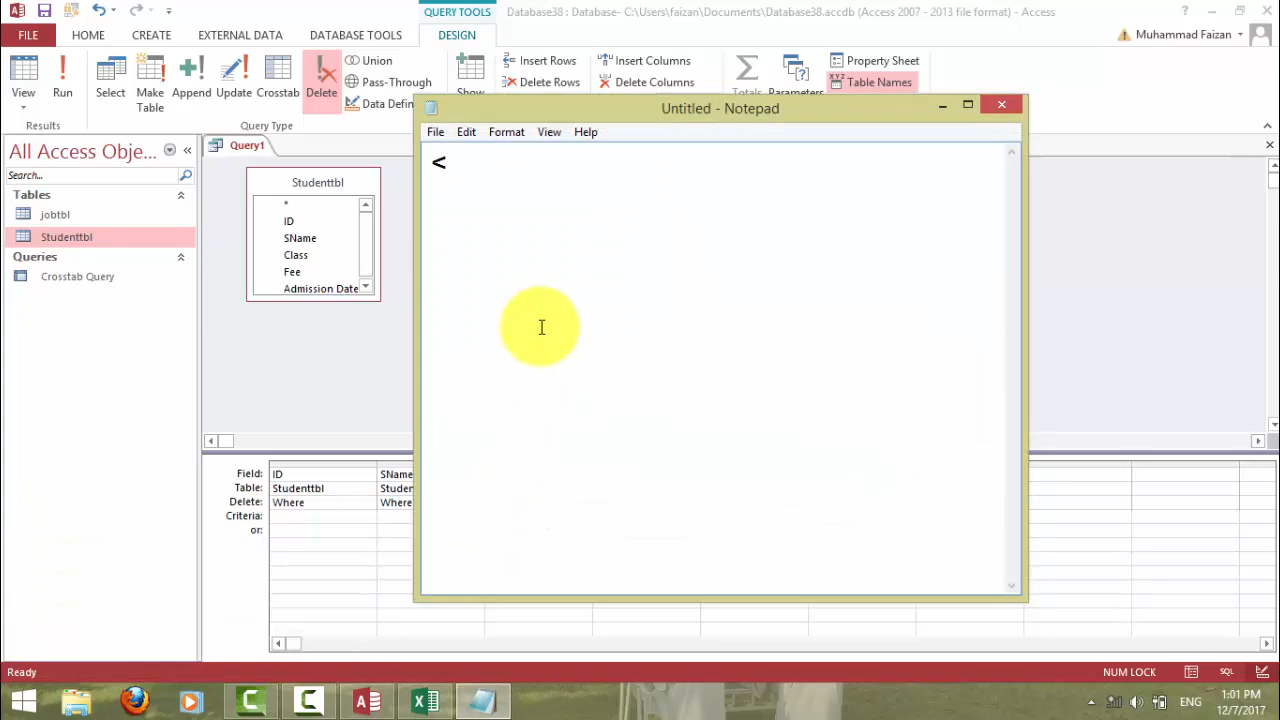 QUERY TOOLS
Database38 : Database- C:\Users\faizan\Documents\Database38.accdb (Access 2007 - 2013 file format) - Access
FILE HOME CREATE EXTERNAL DATA DATABASE TOOLS DESIGN
Muhammad Faizan
View Run Select Make Table Append Update Crosstab Delete
Union
Pass-Through
Data Defin
Show
Insert Rows
Delete Rows
Insert Columns
Delete Columns
Totals Parameters
Property Sheet
Table Names
Results
Query Type
Untitled - Notepad
File Edit Format View Help
<
All Access Obje...
Search...
Tables
jobtbl
Studenttbl
Queries
Crosstab Query
Query1
Studenttbl
*
ID
SName
Class
Fee
Admission Date
Field: ID SName
Table: Studenttbl Studen
Delete: Where Where
Criteria:
or:
Ready
NUM LOCK
SQL
ENG
1:01 PM
12/7/2017